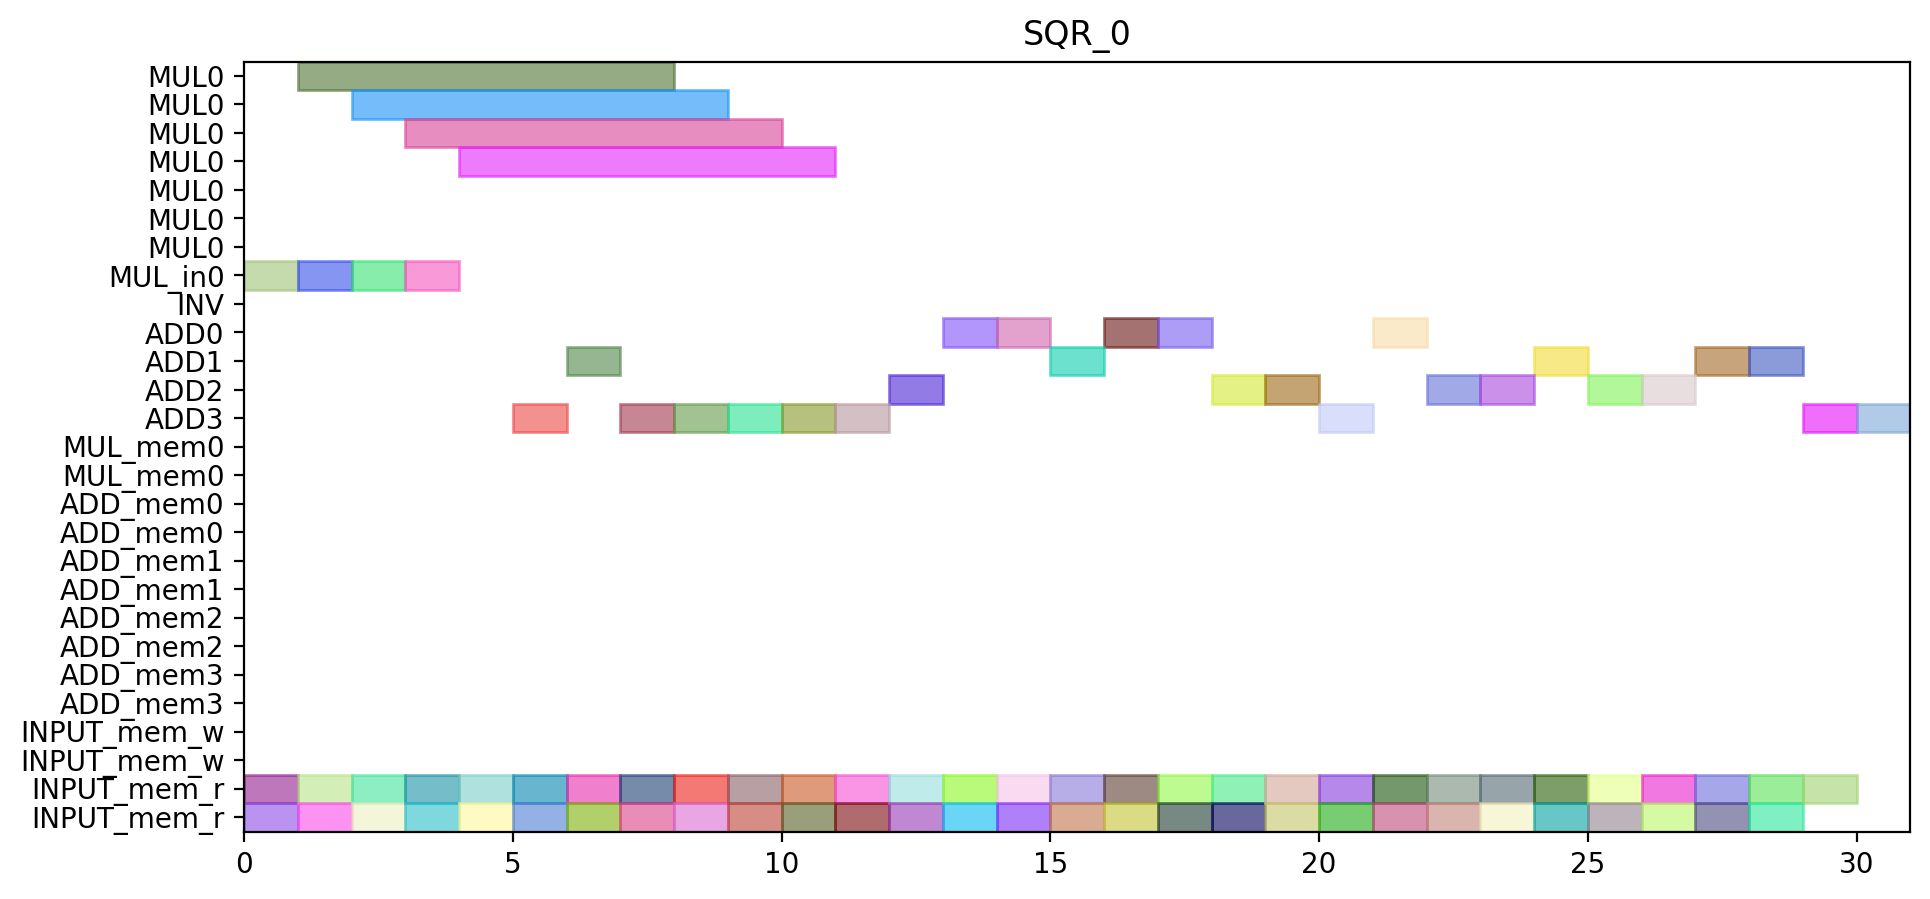 SQR_0
MUL0
MUL0
MUL0
MUL0
MUL0
MUL0
MUL0
MUL_in0
INV
ADD0
ADD1
ADD2
ADD3
MUL_mem0
MUL_mem0
ADD_mem0
ADD_mem0
ADD_mem1
ADD_mem1
ADD_mem2
ADD_mem2
ADD_mem3
ADD_mem3
INPUT_mem_w
INPUT_mem_w
INPUT_mem_r
INPUT_mem_r
0 5 10 15 20 25 30